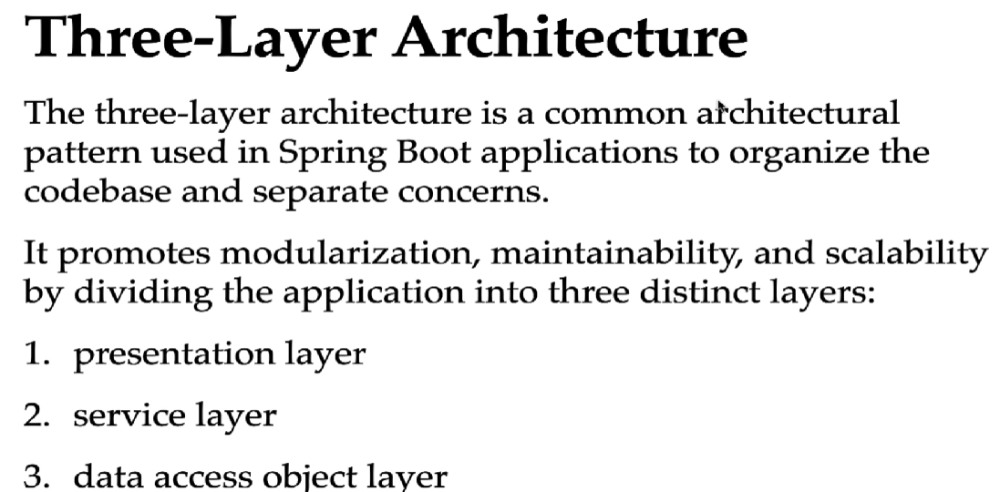 Three-Layer Architecture
The three-layer architecture is a common architectural
pattern used in Spring Boot applications to organize the
codebase and separate concerns.
It promotes modularization, maintainability, and scalability
by dividing the application into three distinct layers:
1. presentation layer
2. service layer
3. data access object layer